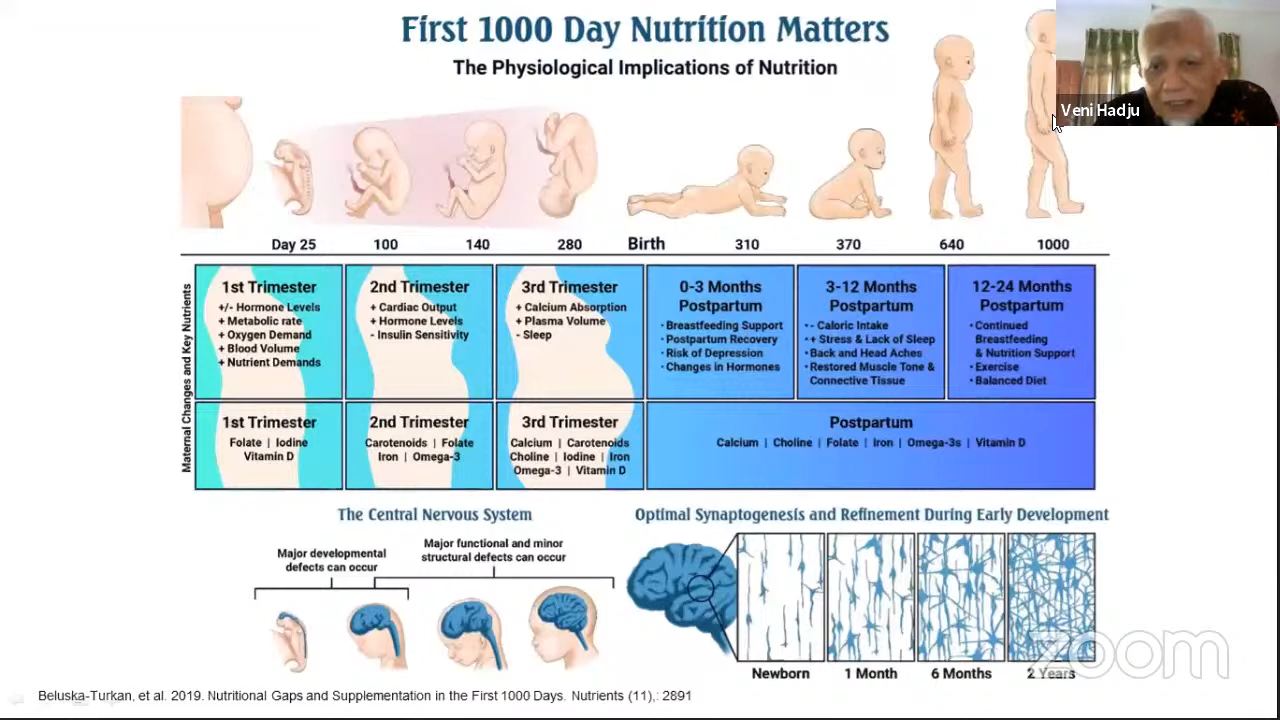 First 1000 Day Nutrition Matters
The Physiological Implications of Nutrition
Veni Hadju
Day 25
100
140
280
Birth
310
370
640
1000
Maternal Changes and Key Nutrients
1st Trimester
+/- Hormone Levels
+ Metabolic rate
+ Oxygen Demand
+ Blood Volume
+ Nutrient Demands
2nd Trimester
+ Cardiac Output
+ Hormone Levels
- Insulin Sensitivity
3rd Trimester
+ Calcium Absorption
+ Plasma Volume
- Sleep
0-3 Months
Postpartum
• Breastfeeding Support
• Postpartum Recovery
• Risk of Depression
• Changes in Hormones
3-12 Months
Postpartum
• - Caloric Intake
• + Stress & Lack of Sleep
• Back and Head Aches
• Restored Muscle Tone &
Connective Tissue
12-24 Months
Postpartum
• Continued
Breastfeeding
& Nutrition Support
• Exercise
• Balanced Diet
1st Trimester
Folate | Iodine
Vitamin D
2nd Trimester
Carotenoids | Folate
Iron | Omega-3
3rd Trimester
Calcium | Carotenoids
Choline | Iodine | Iron
Omega-3 | Vitamin D
Postpartum
Calcium | Choline | Folate | Iron | Omega-3s | Vitamin D
The Central Nervous System
Major developmental
defects can occur
Major functional and minor
structural defects can occur
Optimal Synaptogenesis and Refinement During Early Development
Newborn
1 Month
6 Months
2 Years
zoom
Beluska-Turkan, et al. 2019. Nutritional Gaps and Supplementation in the First 1000 Days. Nutrients (11),: 2891